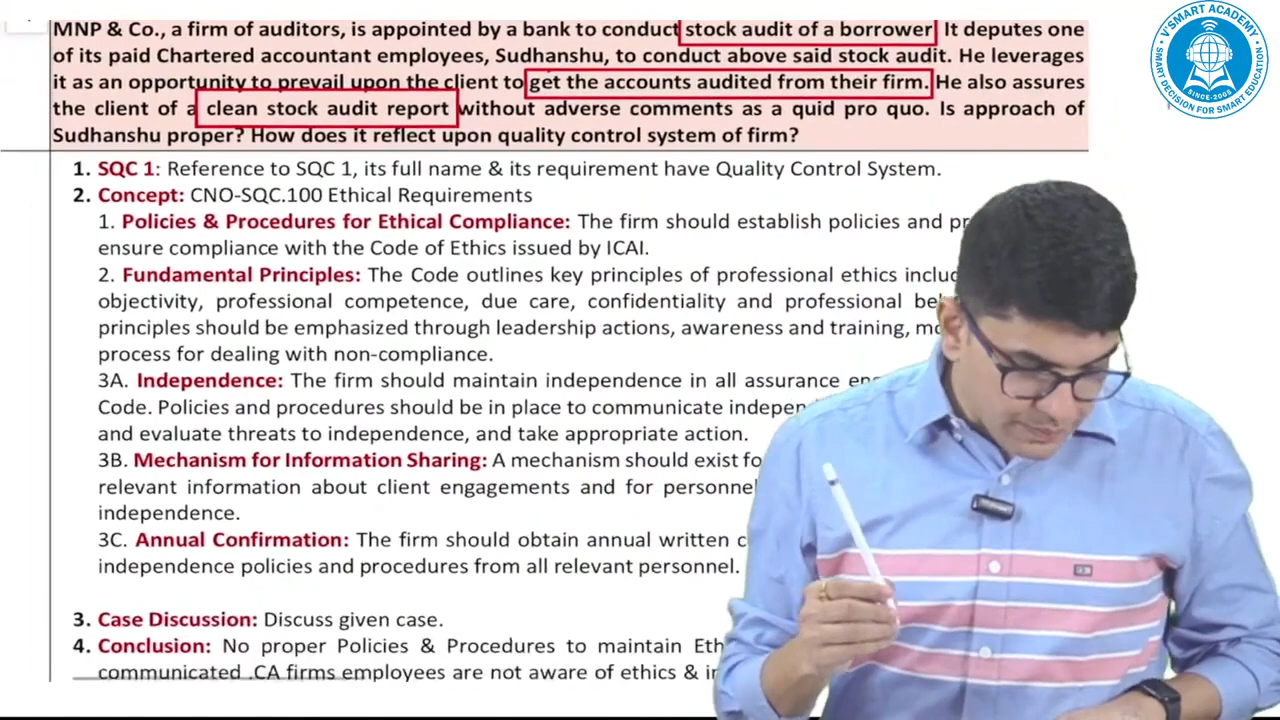 MNP & Co., a firm of auditors, is appointed by a bank to conduct stock audit of a borrower. It deputes one
of its paid Chartered accountant employees, Sudhanshu, to conduct above said stock audit. He leverages
it as an opportunity to prevail upon the client to get the accounts audited from their firm. He also assures
the client of a clean stock audit report without adverse comments as a quid pro quo. Is approach of
Sudhanshu proper? How does it reflect upon quality control system of firm?
1. SQC 1: Reference to SQC 1, its full name & its requirement have Quality Control System.
2. Concept: CNO-SQC.100 Ethical Requirements
1. Policies & Procedures for Ethical Compliance: The firm should establish policies and
ensure compliance with the Code of Ethics issued by ICAI.
2. Fundamental Principles: The Code outlines key principles of professional ethics
objectivity, professional competence, due care, confidentiality and professional
principles should be emphasized through leadership actions, awareness and training,
process for dealing with non-compliance.
3A. Independence: The firm should maintain independence in all assurance
Code. Policies and procedures should be in place to communicate
and evaluate threats to independence, and take appropriate action.
3B. Mechanism for Information Sharing: A mechanism should exist
relevant information about client engagements and for personnel
independence.
3C. Annual Confirmation: The firm should obtain annual written
independence policies and procedures from all relevant personnel.
3. Case Discussion: Discuss given case.
4. Conclusion: No proper Policies & Procedures to maintain
communicated .CA firms employees are not aware of ethics &
V'SMART ACADEMY
SINCE-2005
SMART DECISION FOR SMART EDUCATION